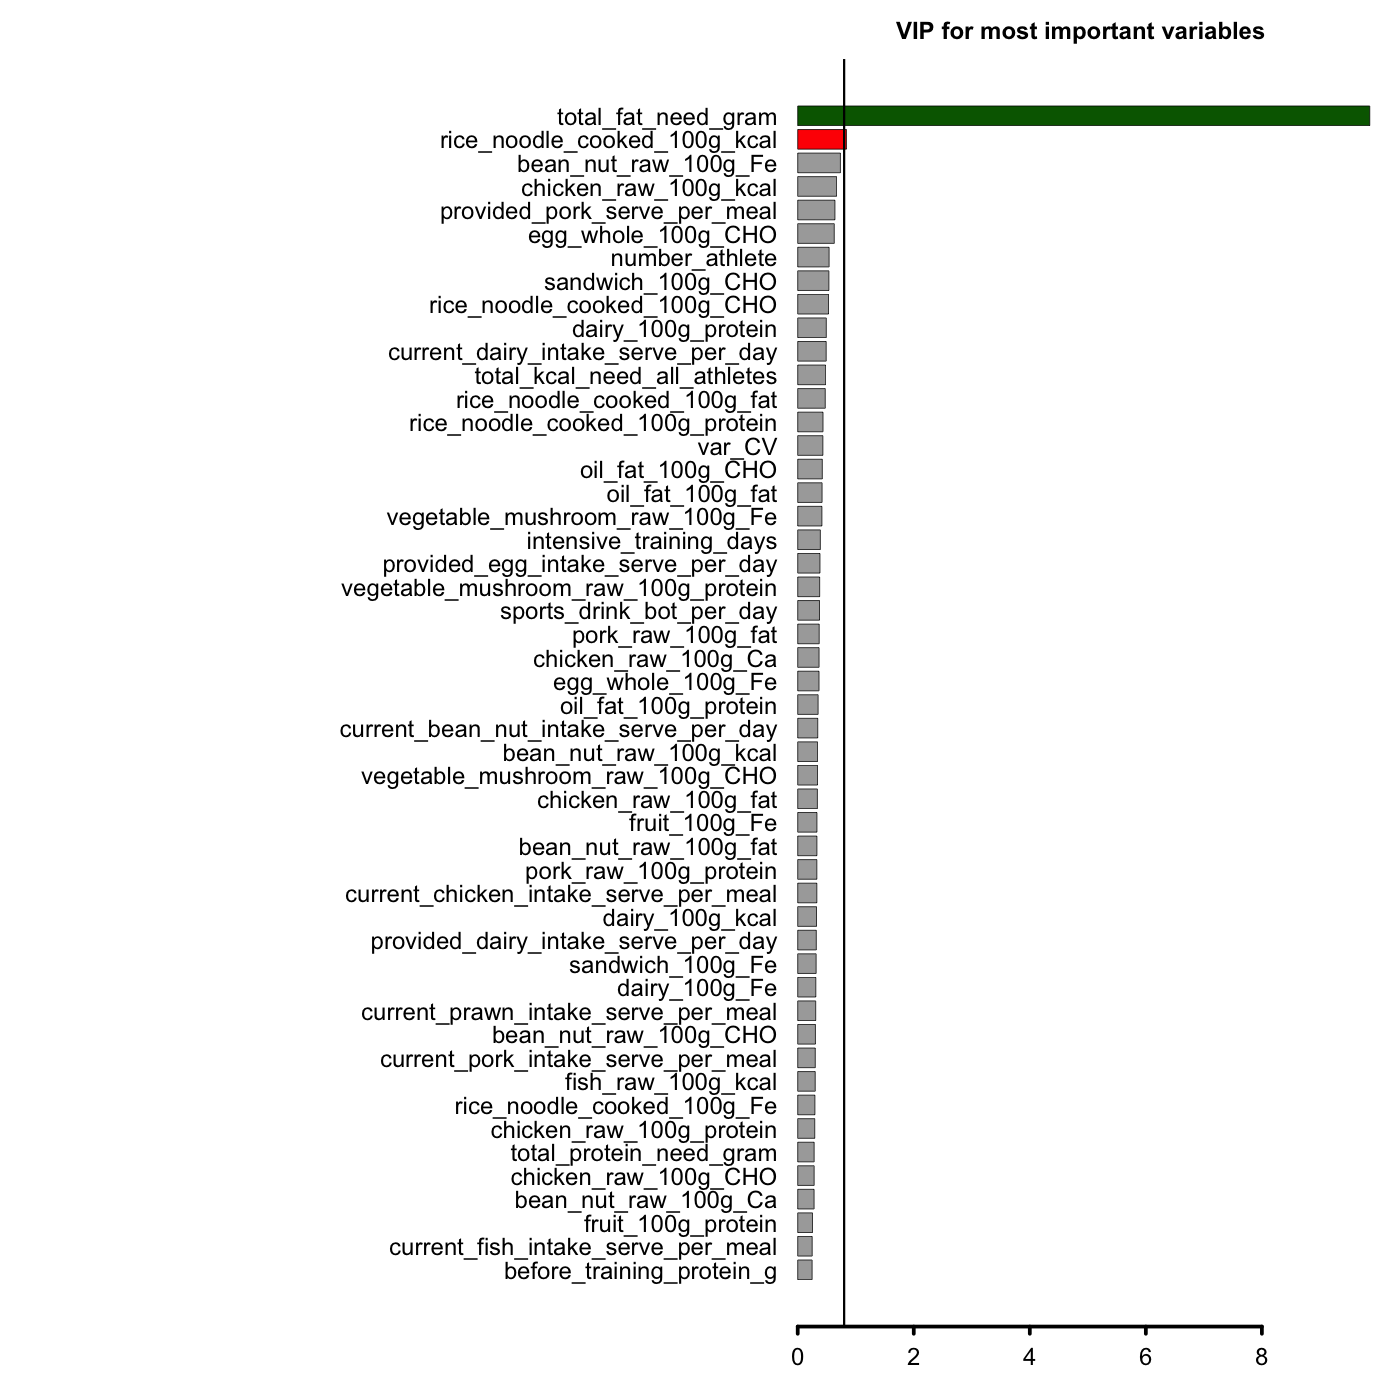 VIP for most important variables
total_fat_need_gram
rice_noodle_cooked_100g_kcal
bean_nut_raw_100g_Fe
chicken_raw_100g_kcal
provided_pork_serve_per_meal
egg_whole_100g_CHO
number_athlete
sandwich_100g_CHO
rice_noodle_cooked_100g_CHO
dairy_100g_protein
current_dairy_intake_serve_per_day
total_kcal_need_all_athletes
rice_noodle_cooked_100g_fat
rice_noodle_cooked_100g_protein
var_CV
oil_fat_100g_CHO
oil_fat_100g_fat
vegetable_mushroom_raw_100g_Fe
intensive_training_days
provided_egg_intake_serve_per_day
vegetable_mushroom_raw_100g_protein
sports_drink_bot_per_day
pork_raw_100g_fat
chicken_raw_100g_Ca
egg_whole_100g_Fe
oil_fat_100g_protein
current_bean_nut_intake_serve_per_day
bean_nut_raw_100g_kcal
vegetable_mushroom_raw_100g_CHO
chicken_raw_100g_fat
fruit_100g_Fe
bean_nut_raw_100g_fat
pork_raw_100g_protein
current_chicken_intake_serve_per_meal
dairy_100g_kcal
provided_dairy_intake_serve_per_day
sandwich_100g_Fe
dairy_100g_Fe
current_prawn_intake_serve_per_meal
bean_nut_raw_100g_CHO
current_pork_intake_serve_per_meal
fish_raw_100g_kcal
rice_noodle_cooked_100g_Fe
chicken_raw_100g_protein
total_protein_need_gram
chicken_raw_100g_CHO
bean_nut_raw_100g_Ca
fruit_100g_protein
current_fish_intake_serve_per_meal
before_training_protein_g
0 2 4 6 8